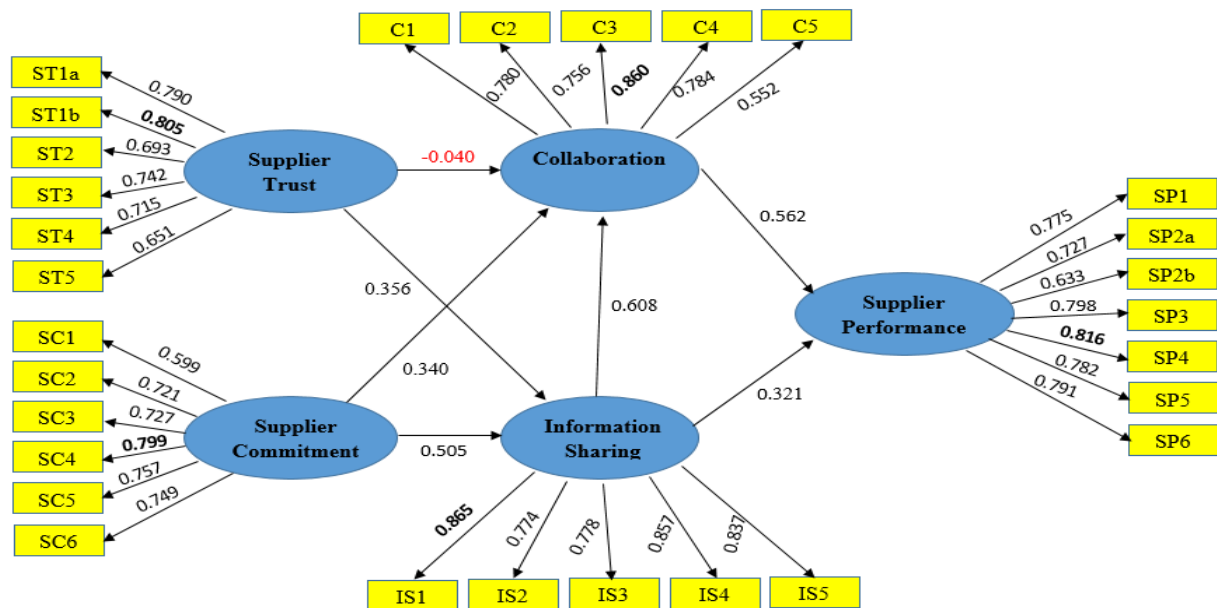 C1
C2
C3
C4
C5
0.780
0.756
0.860
0.784
0.552
ST1a
ST1b
ST2
ST3
ST4
ST5
0.790
0.805
0.693
0.742
0.715
0.651
Supplier
Trust
-0.040
Collaboration
0.562
0.356
0.608
0.340
0.321
0.505
SC1
SC2
SC3
SC4
SC5
SC6
0.599
0.721
0.727
0.799
0.757
0.749
Supplier
Commitment
Information
Sharing
Supplier
Performance
0.775
0.727
0.633
0.798
0.816
0.782
0.791
SP1
SP2a
SP2b
SP3
SP4
SP5
SP6
0.865
0.774
0.778
0.857
0.837
IS1
IS2
IS3
IS4
IS5